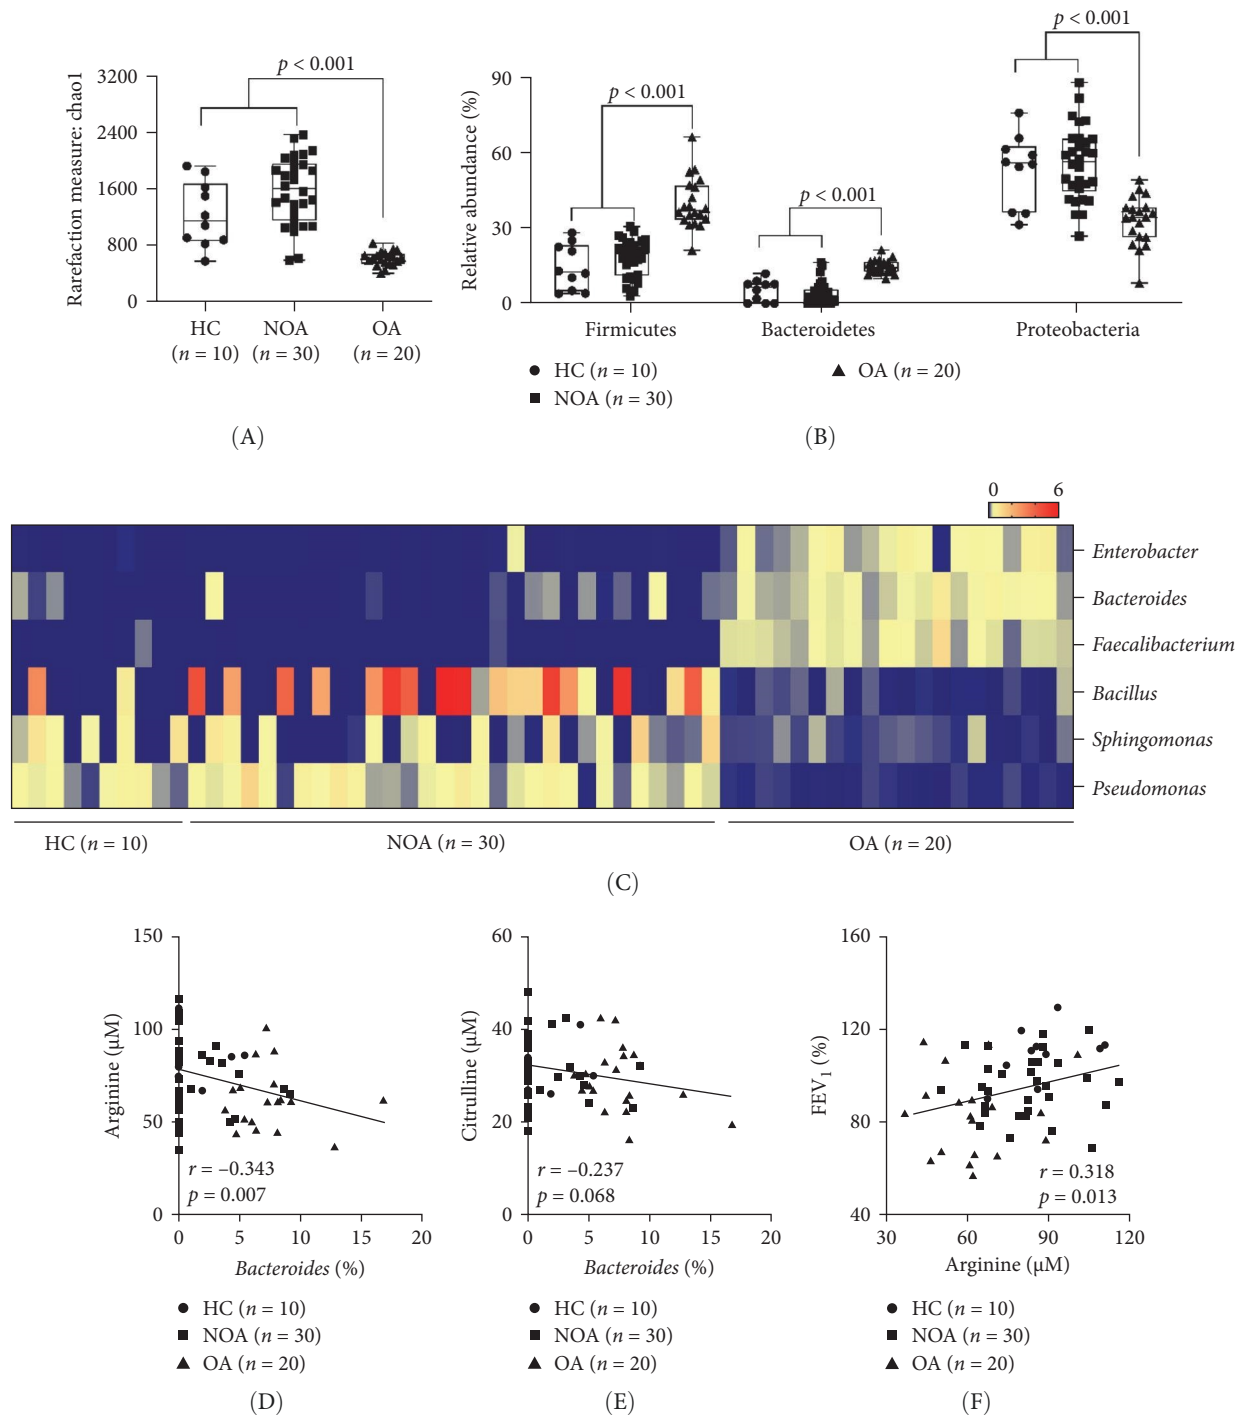 p < 0.001
3200
2400
1600
800
0
Rarefaction measure: chao1
HC
(n = 10)
NOA
(n = 30)
OA
(n = 20)
(A)
p < 0.001
p < 0.001
p < 0.001
90
60
30
0
Relative abundance (%)
Firmicutes
Bacteroidetes
Proteobacteria
HC (n = 10)
NOA (n = 30)
OA (n = 20)
(B)
0 6
Enterobacter
Bacteroides
Faecalibacterium
Bacillus
Sphingomonas
Pseudomonas
HC (n = 10)
NOA (n = 30)
OA (n = 20)
(C)
150
100
50
0
Arginine (μM)
r = –0.343
p = 0.007
0 5 10 15 20
Bacteroides (%)
HC (n = 10)
NOA (n = 30)
OA (n = 20)
(D)
60
40
20
0
Citrulline (μM)
r = –0.237
p = 0.068
0 5 10 15 20
Bacteroides (%)
HC (n = 10)
NOA (n = 30)
OA (n = 20)
(E)
160
120
80
40
FEV1 (%)
r = 0.318
p = 0.013
30 60 90 120
Arginine (μM)
HC (n = 10)
NOA (n = 30)
OA (n = 20)
(F)